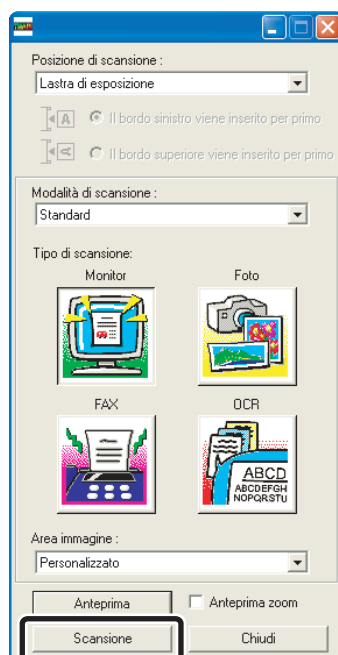 Posizione di scansione :
Lastra di esposizione
A
Il bordo sinistro viene inserito per primo
A
Il bordo superiore viene inserito per primo
Modalità di scansione :
Standard
Tipo di scansione:
Monitor Foto
FAX OCR
ABCD
ABCDEFGH
NOPQRSTU
Area immagine :
Personalizzato
Anteprima Anteprima zoom
Scansione Chiudi